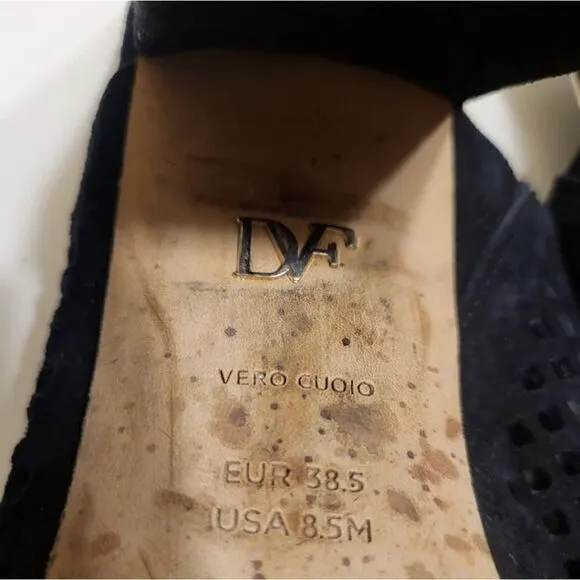 DVF
VERO CUOIO
EUR 38.5
USA 8.5M